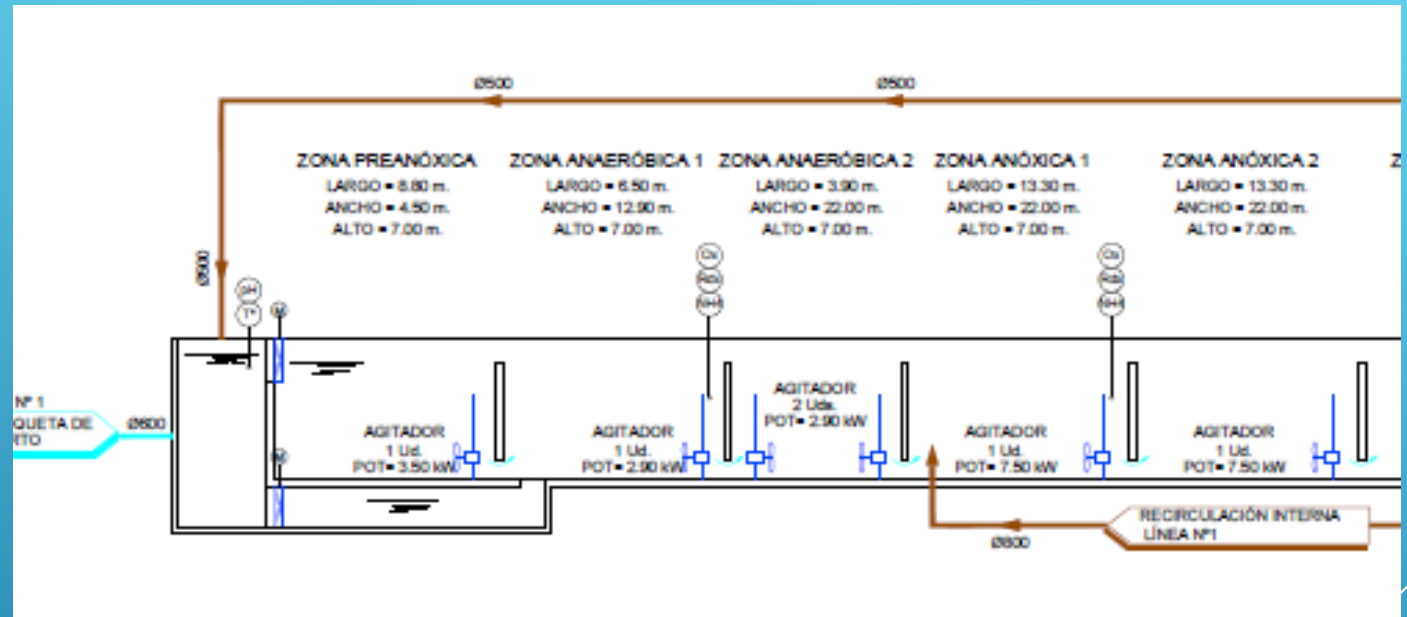 Ø500
Ø500
ZONA PREANÓXICA
LARGO = 8.80 m.
ANCHO = 4.50 m.
ALTO = 7.00 m.
ZONA ANAERÓBICA 1
LARGO = 6.50 m.
ANCHO = 12.90 m.
ALTO = 7.00 m.
ZONA ANAERÓBICA 2
LARGO = 3.90 m.
ANCHO = 22.00 m.
ALTO = 7.00 m.
ZONA ANÓXICA 1
LARGO = 13.30 m.
ANCHO = 22.00 m.
ALTO = 7.00 m.
ZONA ANÓXICA 2
LARGO = 13.30 m.
ANCHO = 22.00 m.
ALTO = 7.00 m.
Z
Ø500
pH
Tª
M
Nº 1
QUETA DE
RTO
Ø600
AGITADOR
1 Ud.
POT= 3.50 kW
M
AGITADOR
1 Ud.
POT= 2.90 kW
AGITADOR
2 Uds.
POT= 2.90 kW
AGITADOR
1 Ud.
POT= 7.50 kW
AGITADOR
1 Ud.
POT= 7.50 kW
RECIRCULACIÓN INTERNA
LÍNEA Nº1